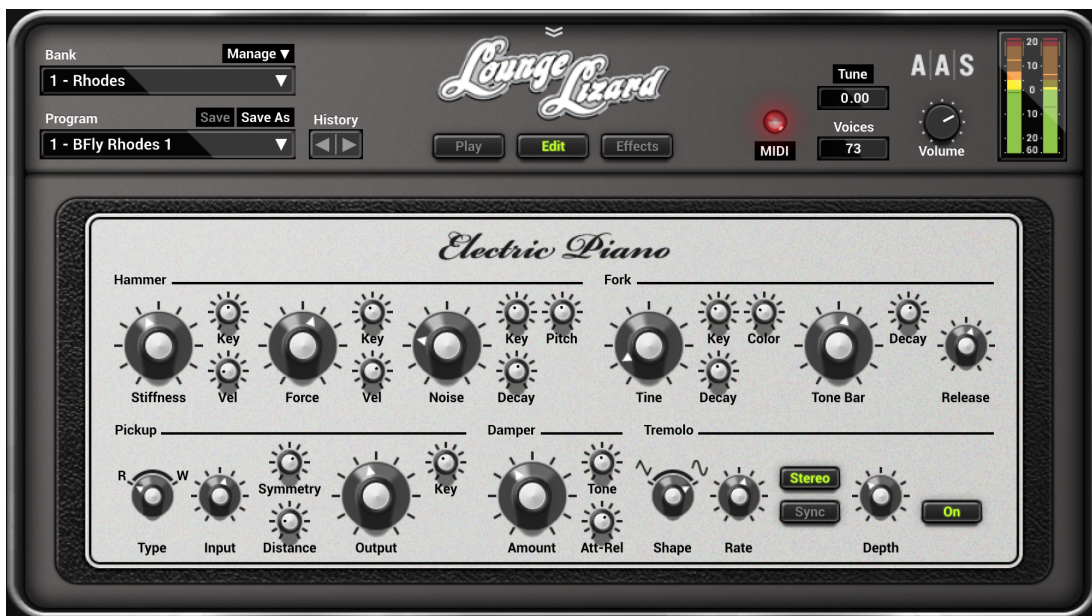 Bank
Manage ▼
1 - Rhodes
Program
Save
Save As
1 - BFly Rhodes 1
History
Lounge
Lizard
Play
Edit
Effects
MIDI
Tune
0.00
Voices
73
A|A|S
Volume
20
10
0
10
20
60
Electric Piano
Hammer
Fork
Key
Key
Key
Pitch
Key
Color
Decay
Stiffness
Vel
Force
Vel
Noise
Decay
Tine
Decay
Tone Bar
Release
Pickup
Damper
Tremolo
R
W
Symmetry
Key
Tone
Stereo
Sync
On
Type
Input
Distance
Output
Amount
Att-Rel
Shape
Rate
Depth